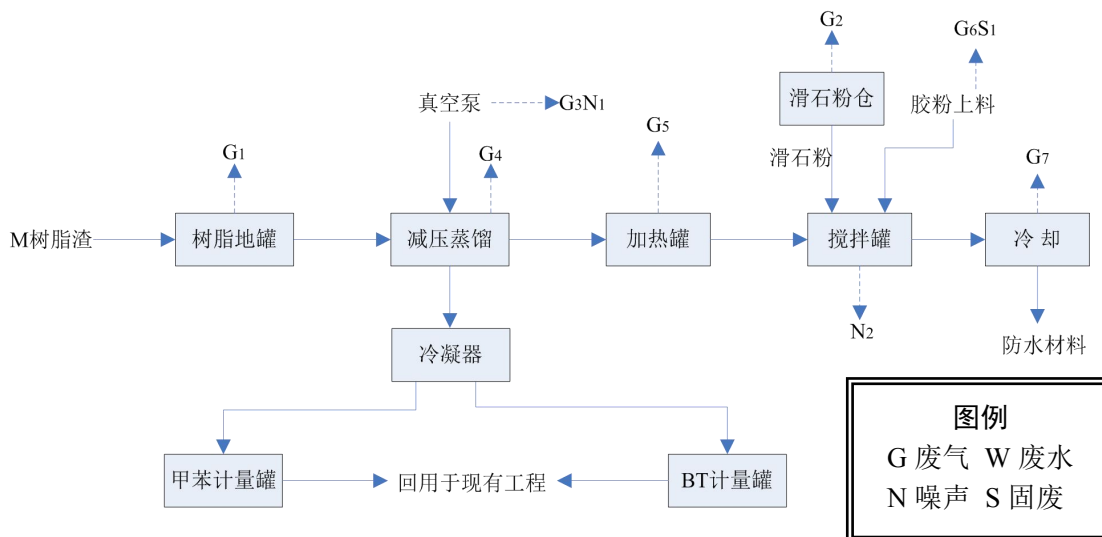 G2
G6S1
真空泵
G3N1
滑石粉仓
胶粉上料
G1
G4
G5
滑石粉
G7
M树脂渣
树脂地罐
减压蒸馏
加热罐
搅拌罐
冷 却
冷凝器
N2
防水材料
甲苯计量罐
回用于现有工程
BT计量罐
图例
G 废气 W 废水
N 噪声 S 固废